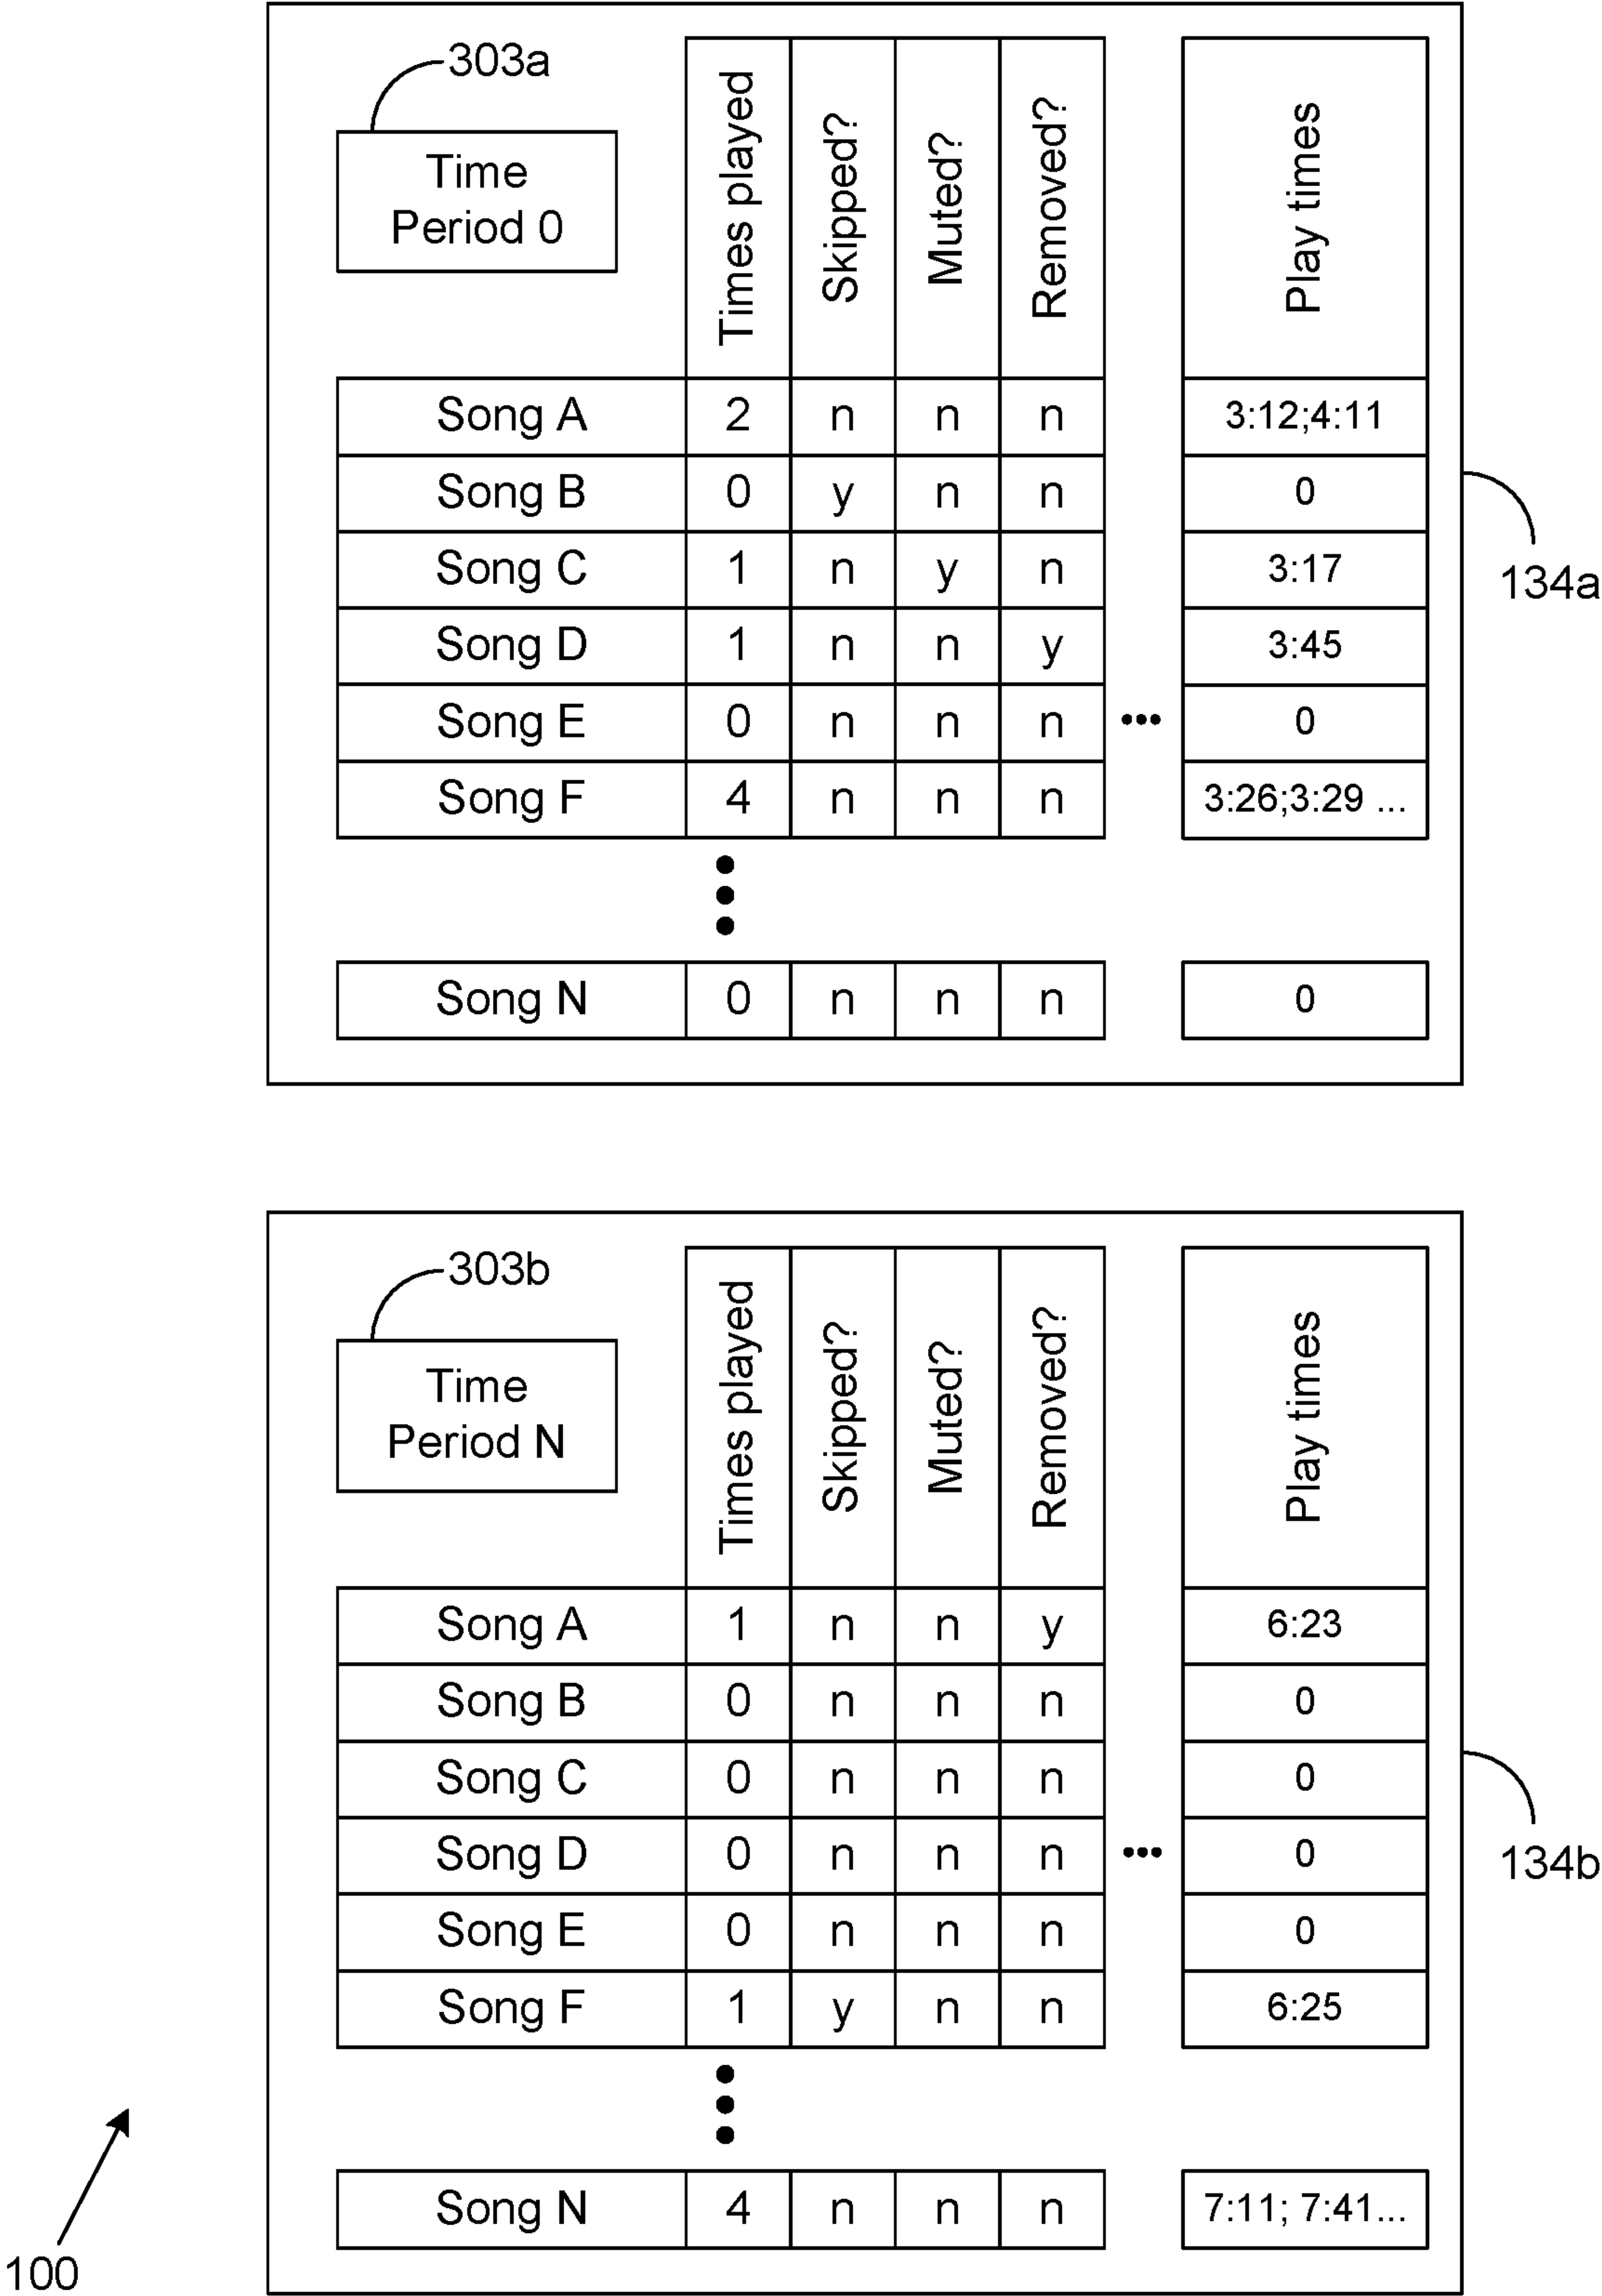 303a
Time
Period 0
Times played
Skipped?
Muted?
Removed?
Play times
Song A 2 n n n 3:12;4:11
Song B 0 y n n 0
Song C 1 n y n 3:17
Song D 1 n n y 3:45
Song E 0 n n n ... 0
Song F 4 n n n 3:26;3:29 ...
Song N 0 n n n 0
134a
303b
Time
Period N
Times played
Skipped?
Muted?
Removed?
Play times
Song A 1 n n y 6:23
Song B 0 n n n 0
Song C 0 n n n 0
Song D 0 n n n ... 0
Song E 0 n n n 0
Song F 1 y n n 6:25
Song N 4 n n n 7:11; 7:41...
134b
100